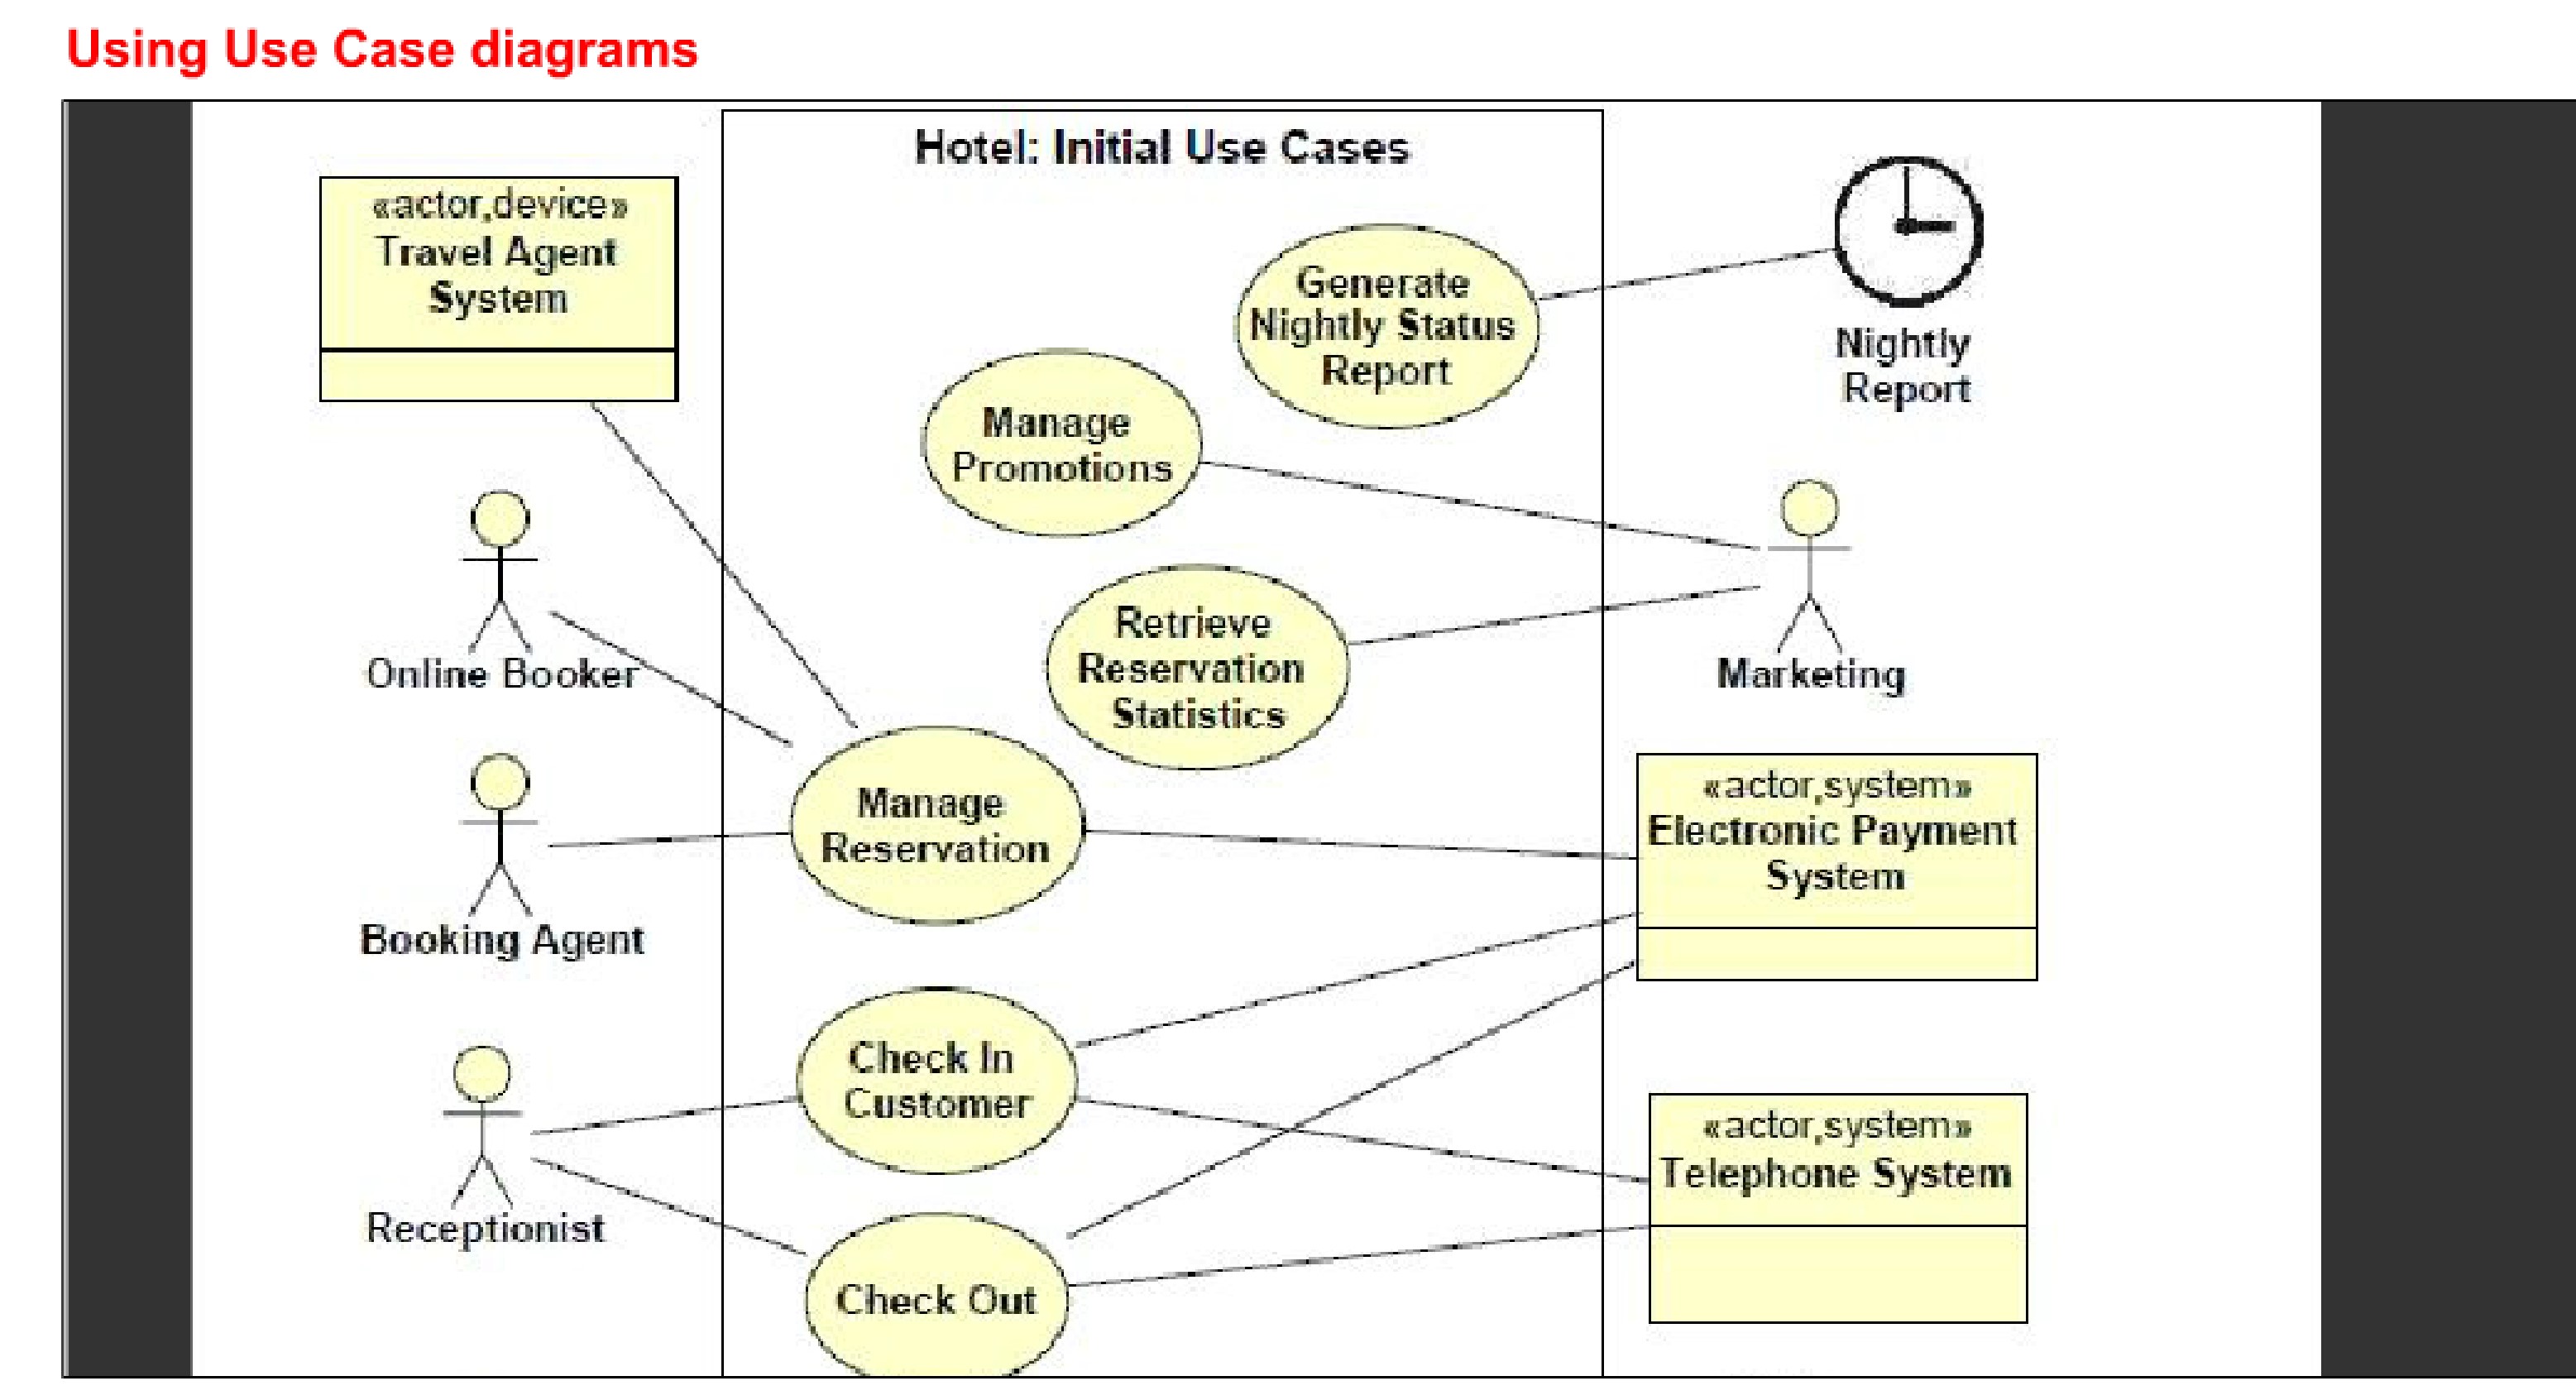 Using Use Case diagrams
Hotel: Initial Use Cases
«actor,device»
Travel Agent
System
Generate
Nightly Status
Report
Nightly
Report
Manage
Promotions
Online Booker
Retrieve
Reservation
Statistics
Marketing
Manage
Reservation
«actor,system»
Electronic Payment
System
Booking Agent
Check In
Customer
«actor,system»
Telephone System
Receptionist
Check Out